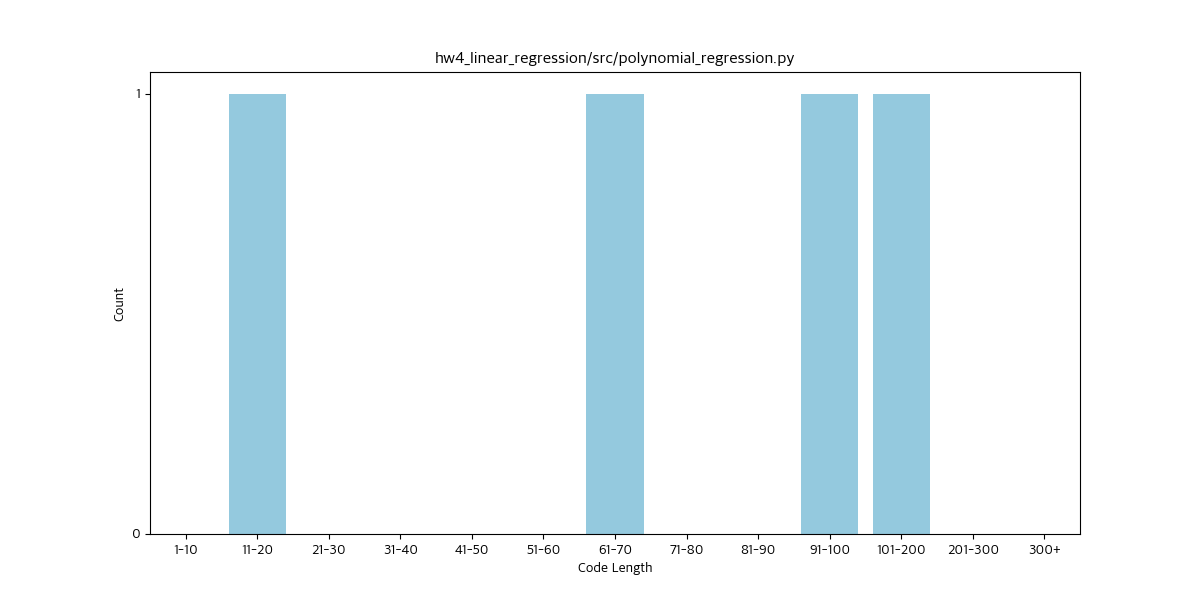 hw4_linear_regression/src/polynomial_regression.py
1
Count
0
1-10 11-20 21-30 31-40 41-50 51-60 61-70 71-80 81-90 91-100 101-200 201-300 300+
Code Length